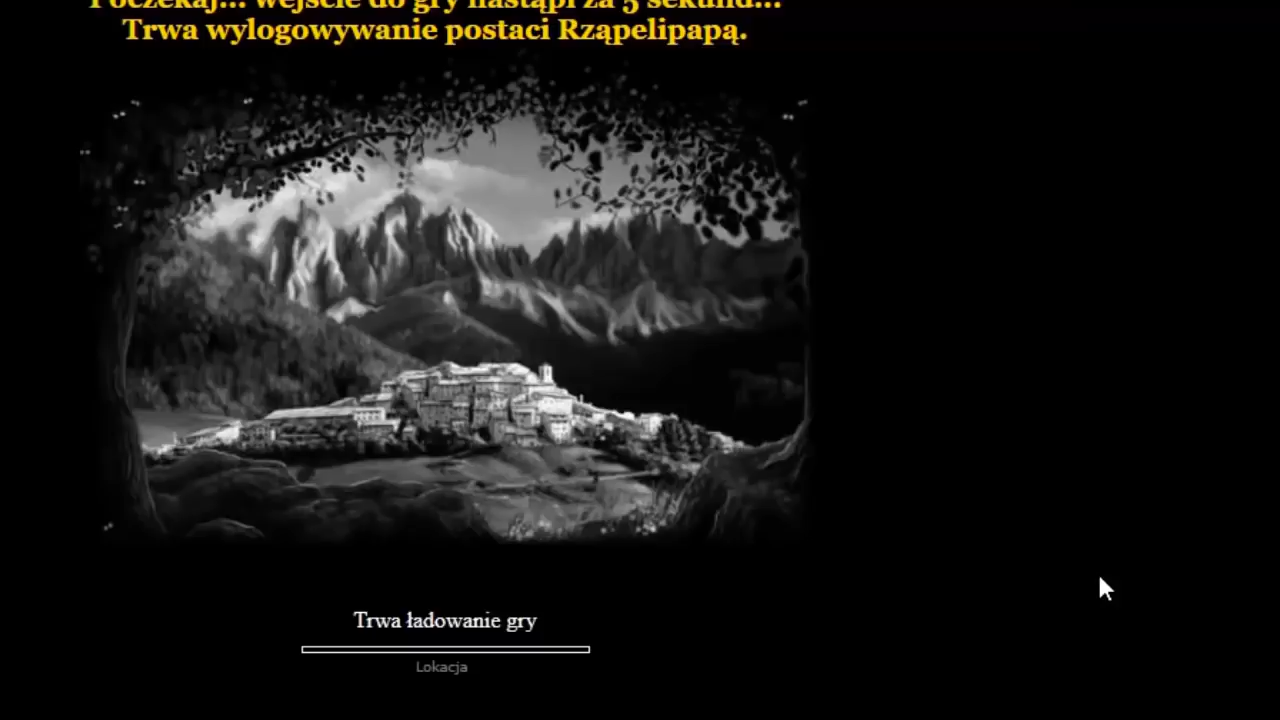 Poczekaj... wejście do gry nastąpi za 5 sekund...
Trwa wylogowywanie postaci Rząpelipapą.
Trwa ładowanie gry
Lokacja